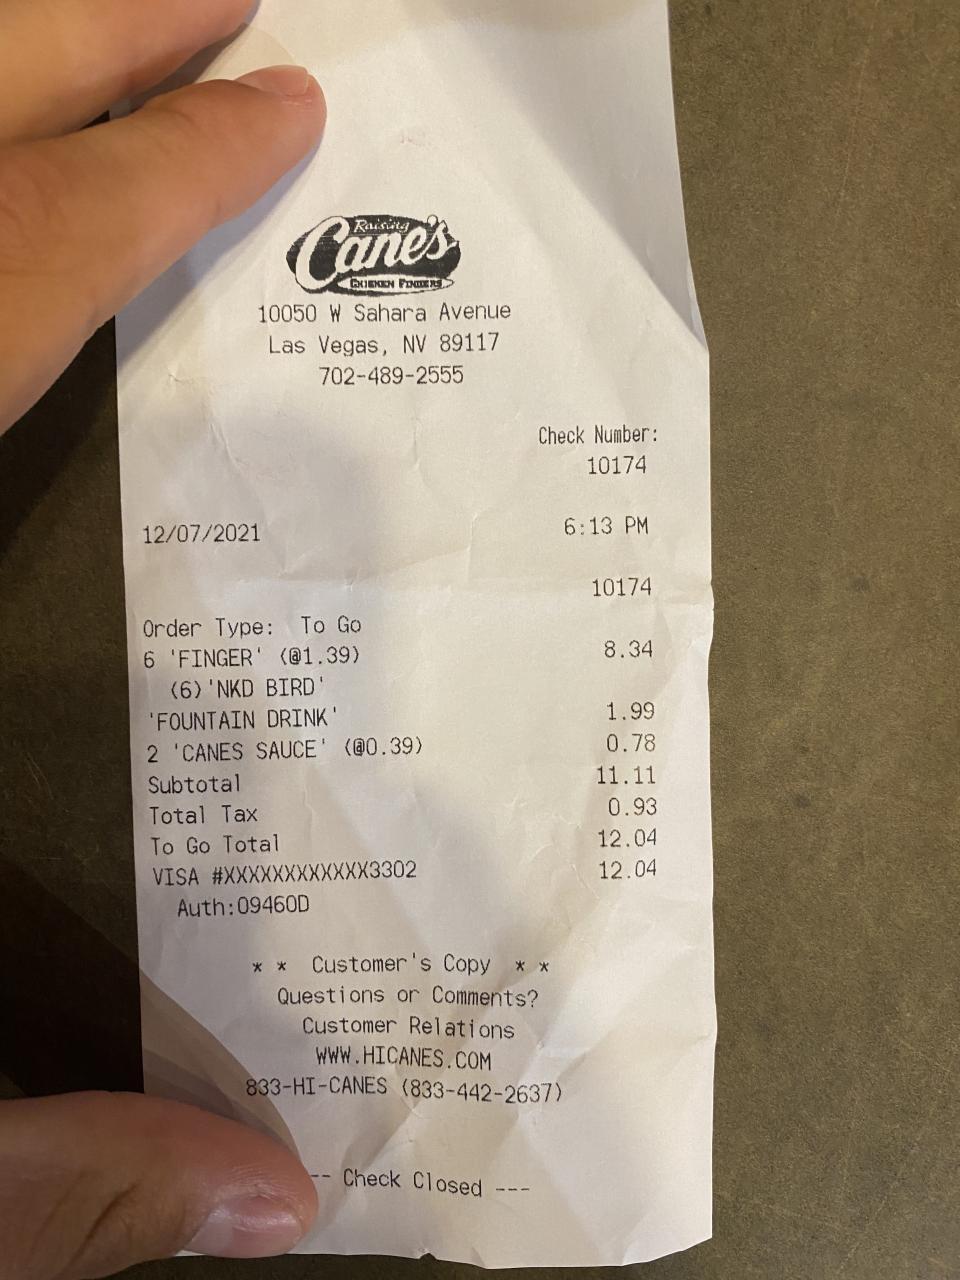 Raising
Cane's
CHICKEN FINGERS
10050 W Sahara Avenue
Las Vegas, NV 89117
702-489-2555
Check Number:
10174
12/07/2021 6:13 PM
10174
Order Type: To Go
6 'FINGER' (@1.39) 8.34
(6)'NKD BIRD'
'FOUNTAIN DRINK' 1.99
2 'CANES SAUCE' (@0.39) 0.78
Subtotal 11.11
Total Tax 0.93
To Go Total 12.04
VISA #XXXXXXXXXXXX3302 12.04
Auth:09460D
* * Customer's Copy * *
Questions or Comments?
Customer Relations
WWW.HICANES.COM
833-HI-CANES (833-442-2637)
-- Check Closed ---